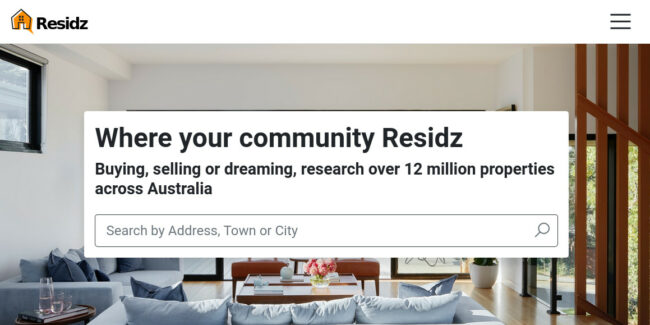 Residz
Where your community Residz
Buying, selling or dreaming, research over 12 million properties
across Australia
Search by Address, Town or City